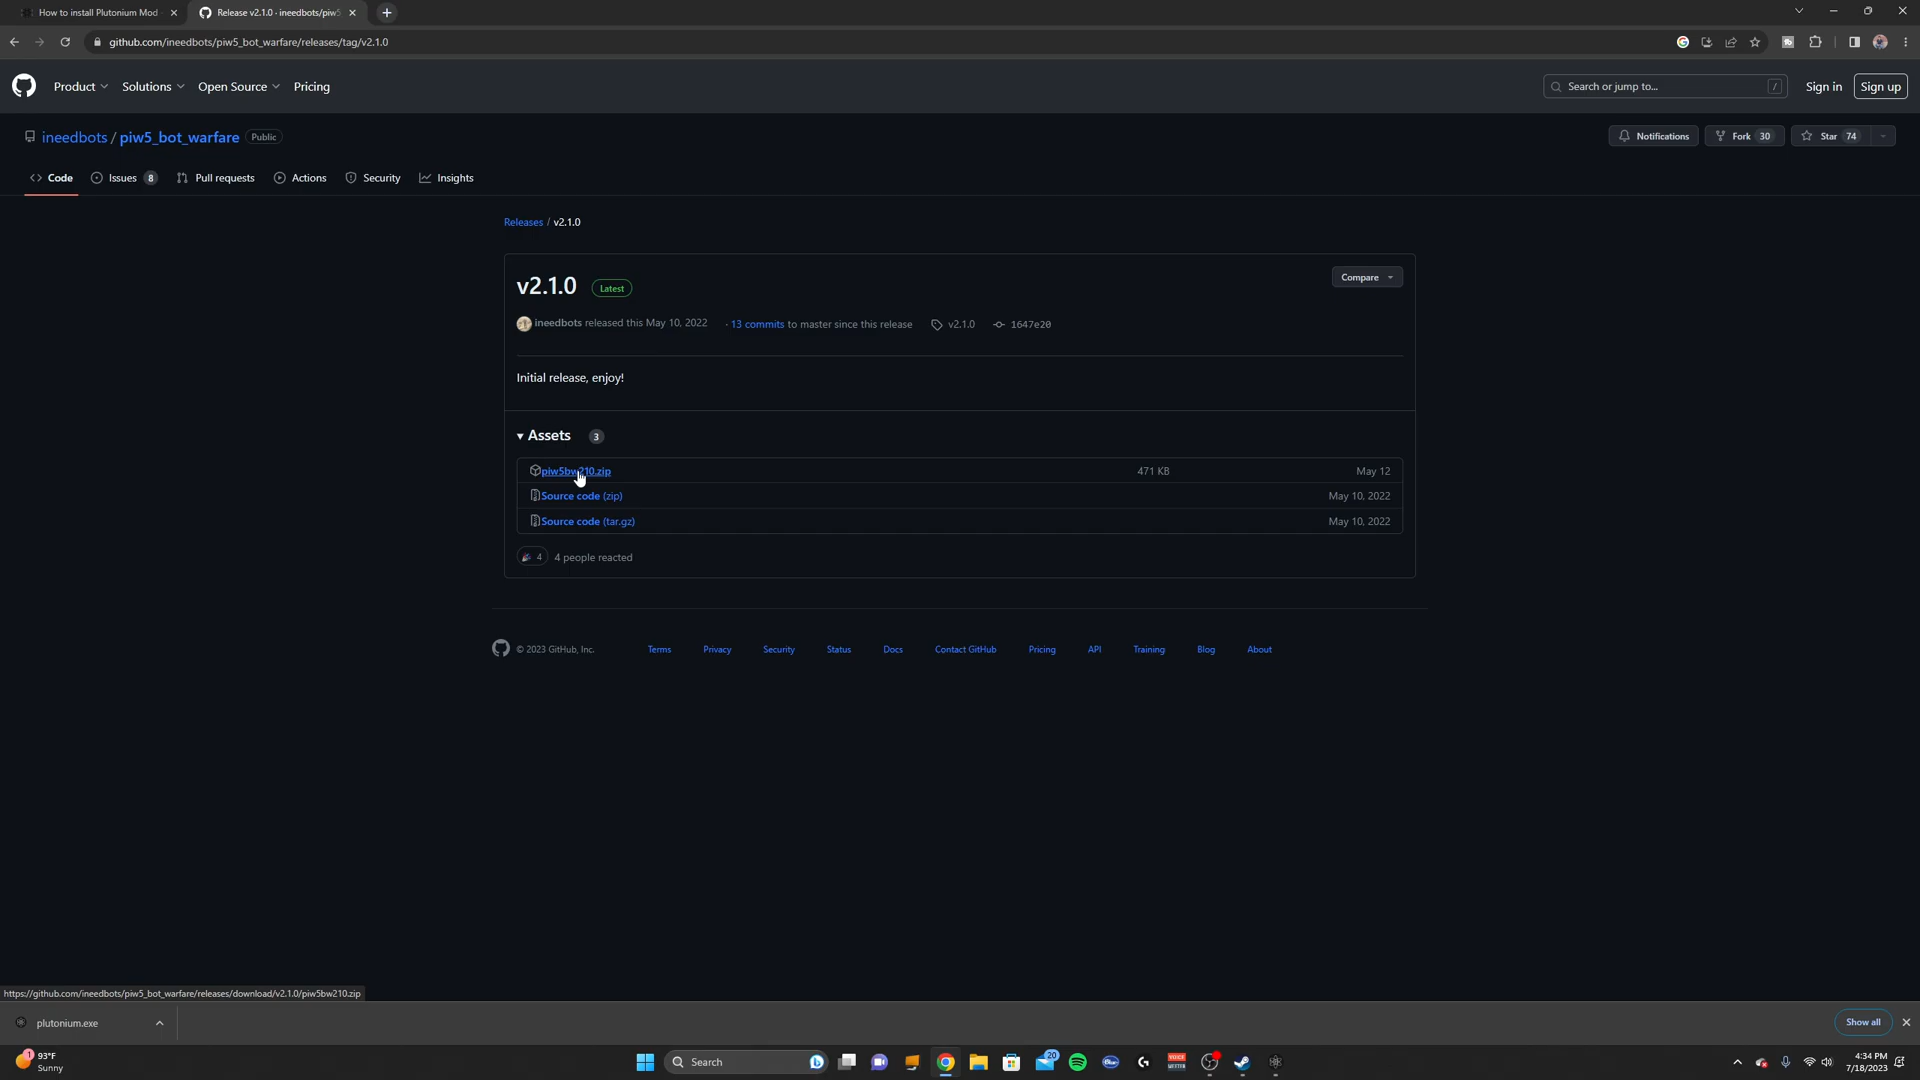 How to install Plutonium Mod
Release v2.1.0 · ineedbots/piw5
github.com/ineedbots/piw5_bot_warfare/releases/tag/v2.1.0
Product
Solutions
Open Source
Pricing
Search or jump to...
/
Sign in
Sign up
ineedbots / piw5_bot_warfare
Public
Notifications
Fork 30
Star 74
Code
Issues 8
Pull requests
Actions
Security
Insights
Releases / v2.1.0
v2.1.0
Latest
Compare
ineedbots released this May 10, 2022
· 13 commits to master since this release
v2.1.0
1647e20
Initial release, enjoy!
Assets 3
piw5bw210.zip
471 KB
May 12
Source code (zip)
May 10, 2022
Source code (tar.gz)
May 10, 2022
4
4 people reacted
© 2023 GitHub, Inc.
Terms
Privacy
Security
Status
Docs
Contact GitHub
Pricing
API
Training
Blog
About
https://github.com/ineedbots/piw5_bot_warfare/releases/download/v2.1.0/piw5bw210.zip
plutonium.exe
Show all
1
93°F
Sunny
Search
20
4:34 PM
7/18/2023